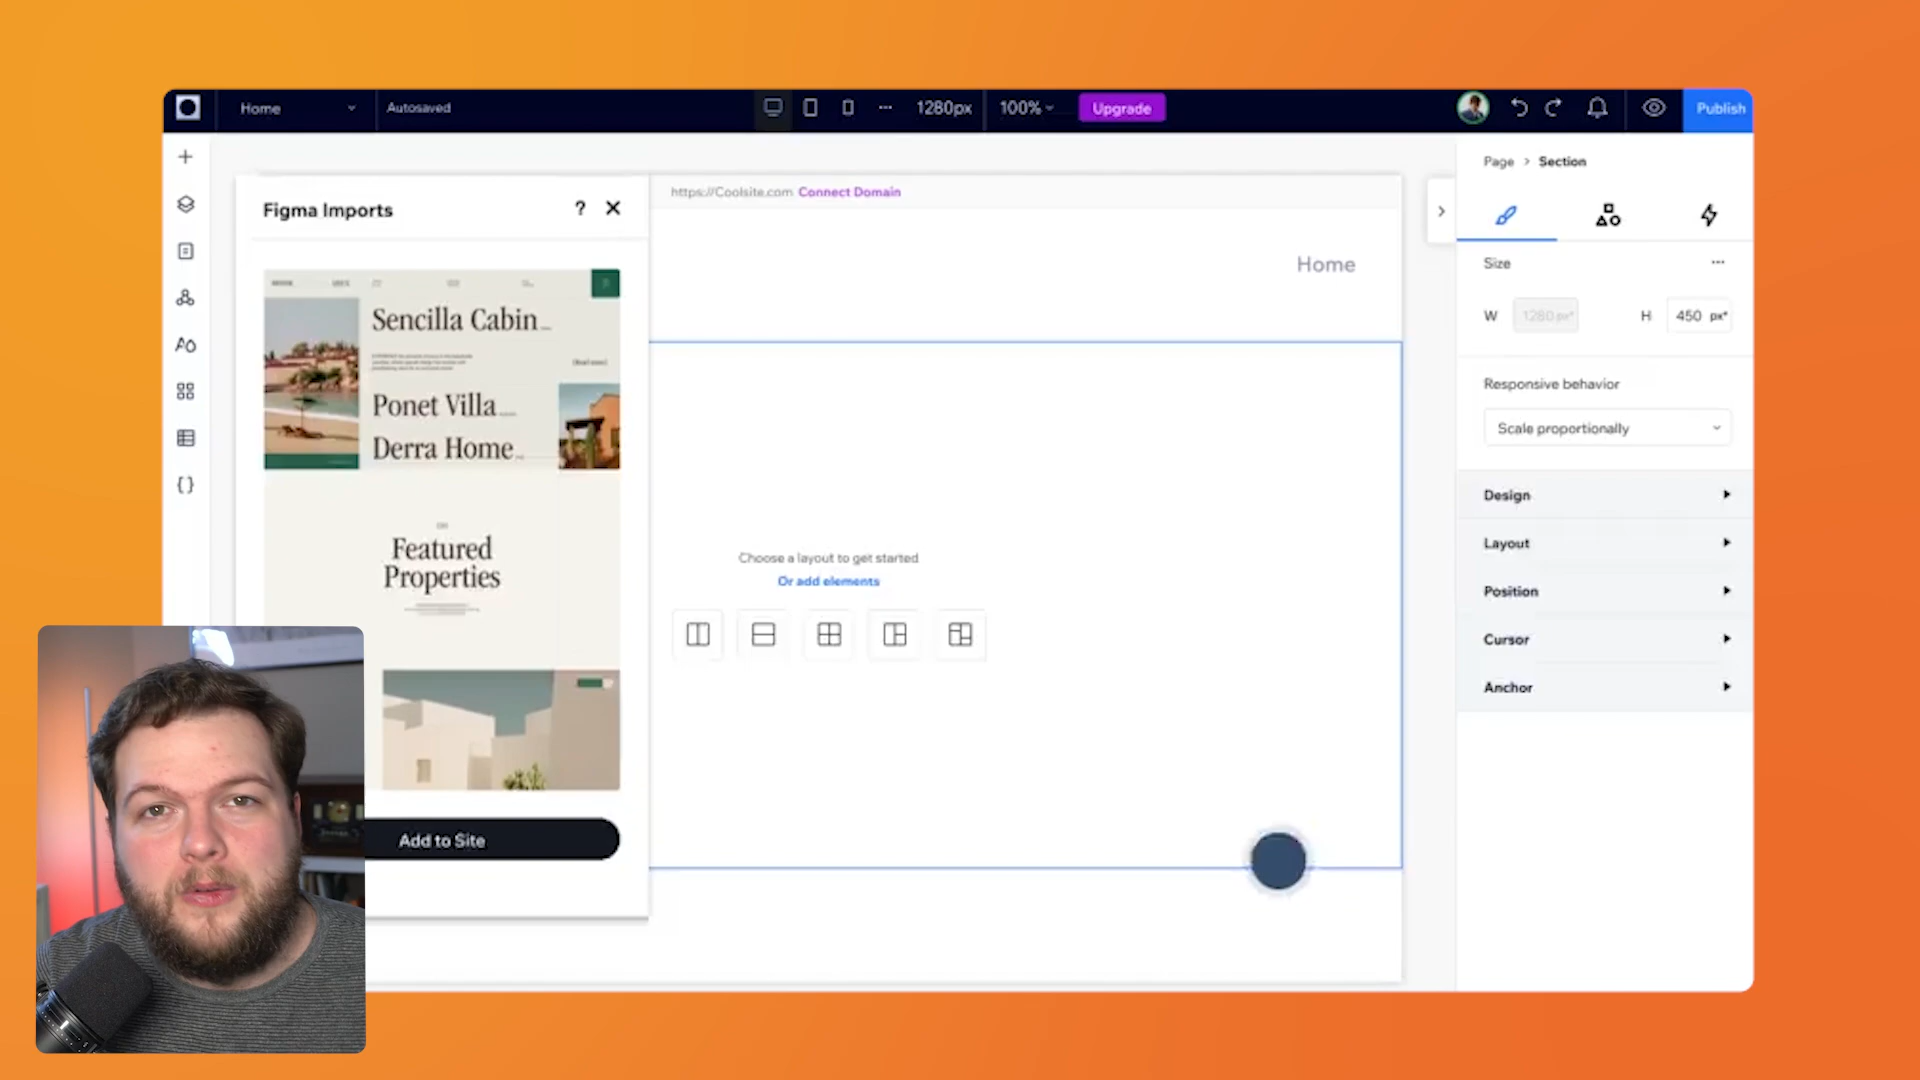 Home
Autosaved
1280px
100%
Upgrade
Publish
Figma Imports
?
https://Coolsite.com Connect Domain
Home
Sencilla Cabin
Ponet Villa
Derra Home
Featured
Properties
Add to Site
Choose a layout to get started
Or add elements
Page > Section
Size
W 1280 px* H 450 px*
Responsive behavior
Scale proportionally
Design
Layout
Position
Cursor
Anchor